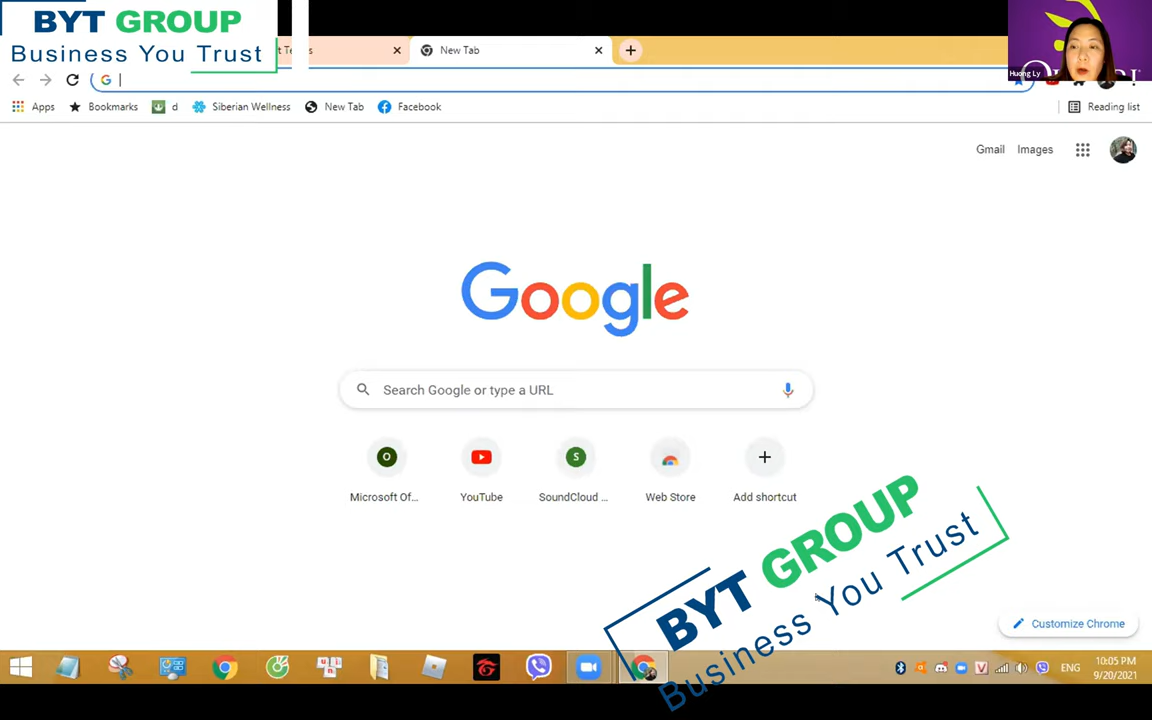 BYT GROUP
Business You Trust
New Tab
Huong Ly
Apps
Bookmarks
d
Siberian Wellness
New Tab
Facebook
Reading list
Gmail
Images
Google
Search Google or type a URL
O
S
Microsoft Of...
YouTube
SoundCloud ...
Web Store
Add shortcut
BYT GROUP
Business You Trust
Customize Chrome
ENG
10:05 PM
9/20/2021